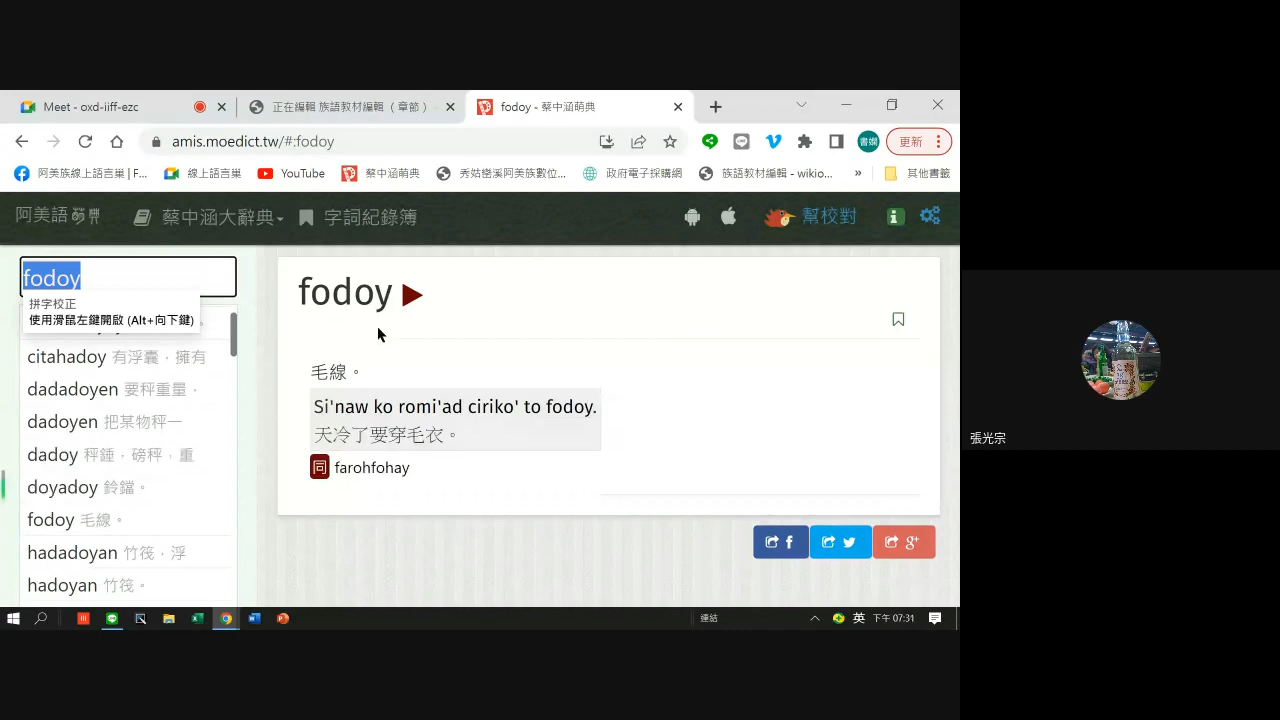 Meet - oxd-iiff-ezc
正在編輯 族語教材編輯 （章節）
fodoy - 蔡中涵萌典
amis.moedict.tw/#:fodoy
書嫻
更新
阿美族線上語言巢 | F...
線上語言巢
YouTube
蔡中涵萌典
秀姑巒溪阿美族數位...
政府電子採購網
族語教材編輯 - wikio...
»
其他書籤
阿美語萌典
蔡中涵大辭典
字詞紀錄簿
幫校對
fodoy
拼字校正
使用滑鼠左鍵開啟 (Alt+向下鍵)
citahadoy 有浮囊，擁有
dadadoyen 要秤重量，
dadoyen 把某物秤一
dadoy 秤錘，磅秤，重
doyadoy 鈴鐺。
fodoy 毛線。
hadadoyan 竹筏，浮
hadoyan 竹筏。
fodoy
毛線。
Si'naw ko romi'ad ciriko' to fodoy.
天冷了要穿毛衣。
同 farohfohay
f
g+
張光宗
連結
英
下午 07:31